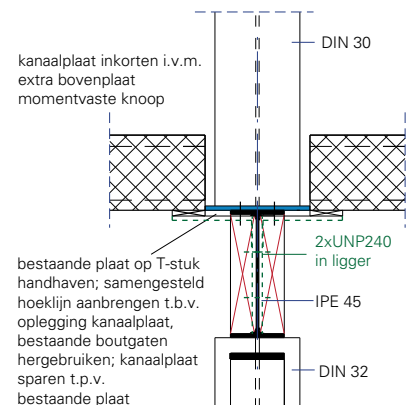 DIN 30
kanaalplaat inkorten i.v.m.
extra bovenplaat
momentvaste knoop
2xUNP240
in ligger
bestaande plaat op T-stuk
handhaven; samengesteld
hoeklijn aanbrengen t.b.v.
oplegging kanaalplaat,
bestaande boutgaten
hergebruiken; kanaalplaat
sparen t.p.v.
bestaande plaat
IPE 45
DIN 32